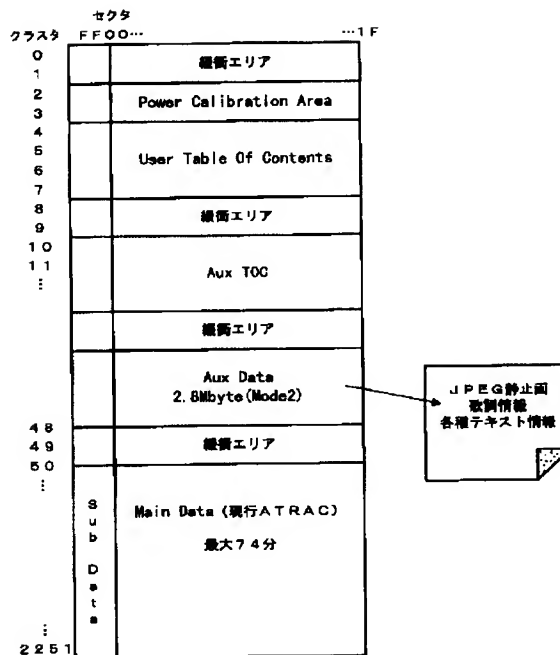 セクタ
クラスタ FF00… …1F
0
1
緩衝エリア
2
3
Power Calibration Area
4
5
6
7
User Table Of Contents
8
9
緩衝エリア
10
11
⋮
Aux TOC
緩衝エリア
Aux Data
2.8Mbyte(Mode2)
JPEG静止画
歌詞情報
各種テキスト情報
48
49
緩衝エリア
50
⋮
Sub Data
Main Data (現行ATRAC)
最大74分
⋮
2251